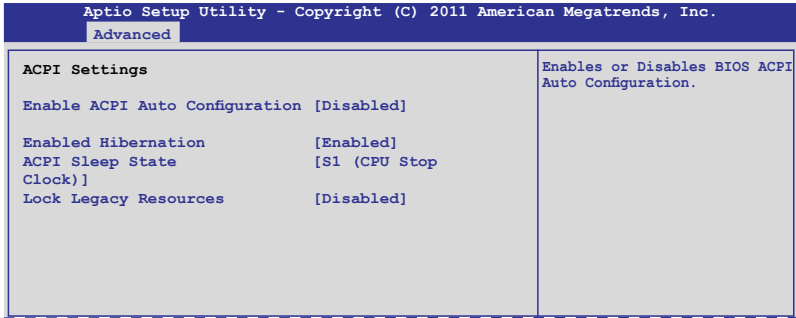 Aptio Setup Utility - Copyright (C) 2011 American Megatrends, Inc.
Advanced
ACPI Settings
Enable ACPI Auto Configuration [Disabled]
Enabled Hibernation [Enabled]
ACPI Sleep State [S1 (CPU Stop
Clock)]
Lock Legacy Resources [Disabled]
Enables or Disables BIOS ACPI
Auto Configuration.